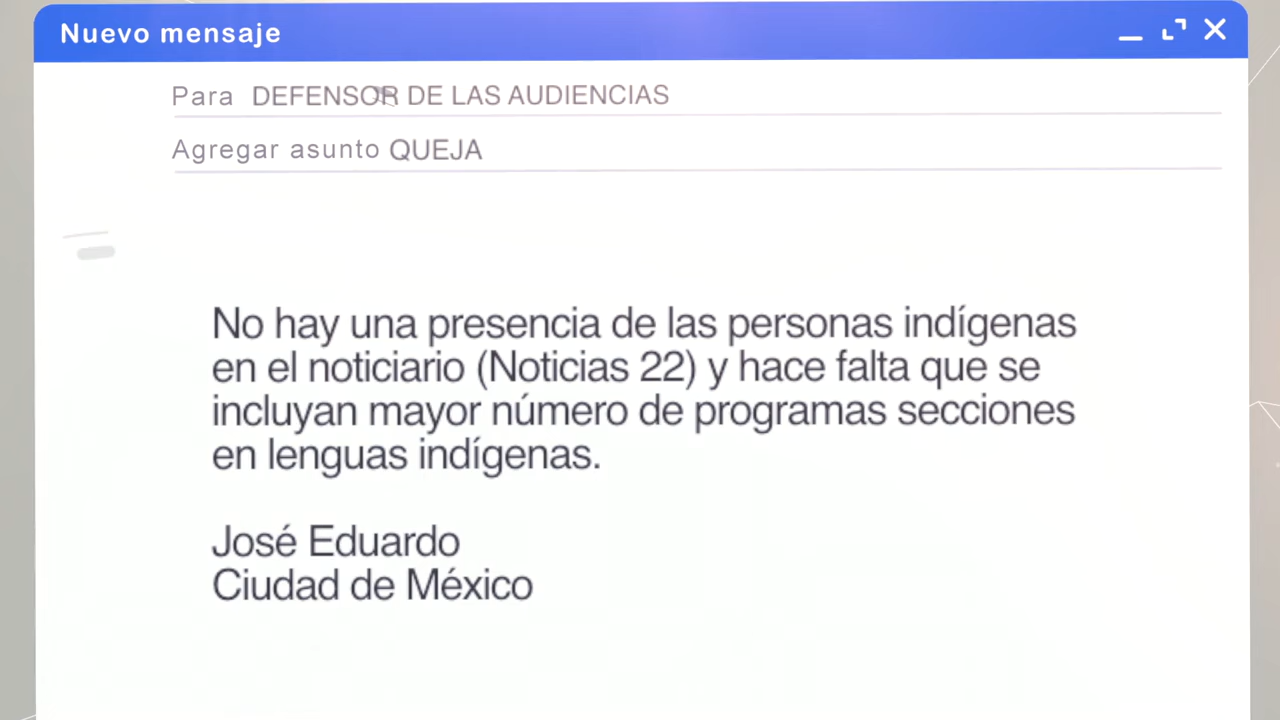 Nuevo mensaje
Para DEFENSOR DE LAS AUDIENCIAS
Agregar asunto QUEJA
No hay una presencia de las personas indígenas
en el noticiario (Noticias 22) y hace falta que se
incluyan mayor número de programas secciones
en lenguas indígenas.
José Eduardo
Ciudad de México